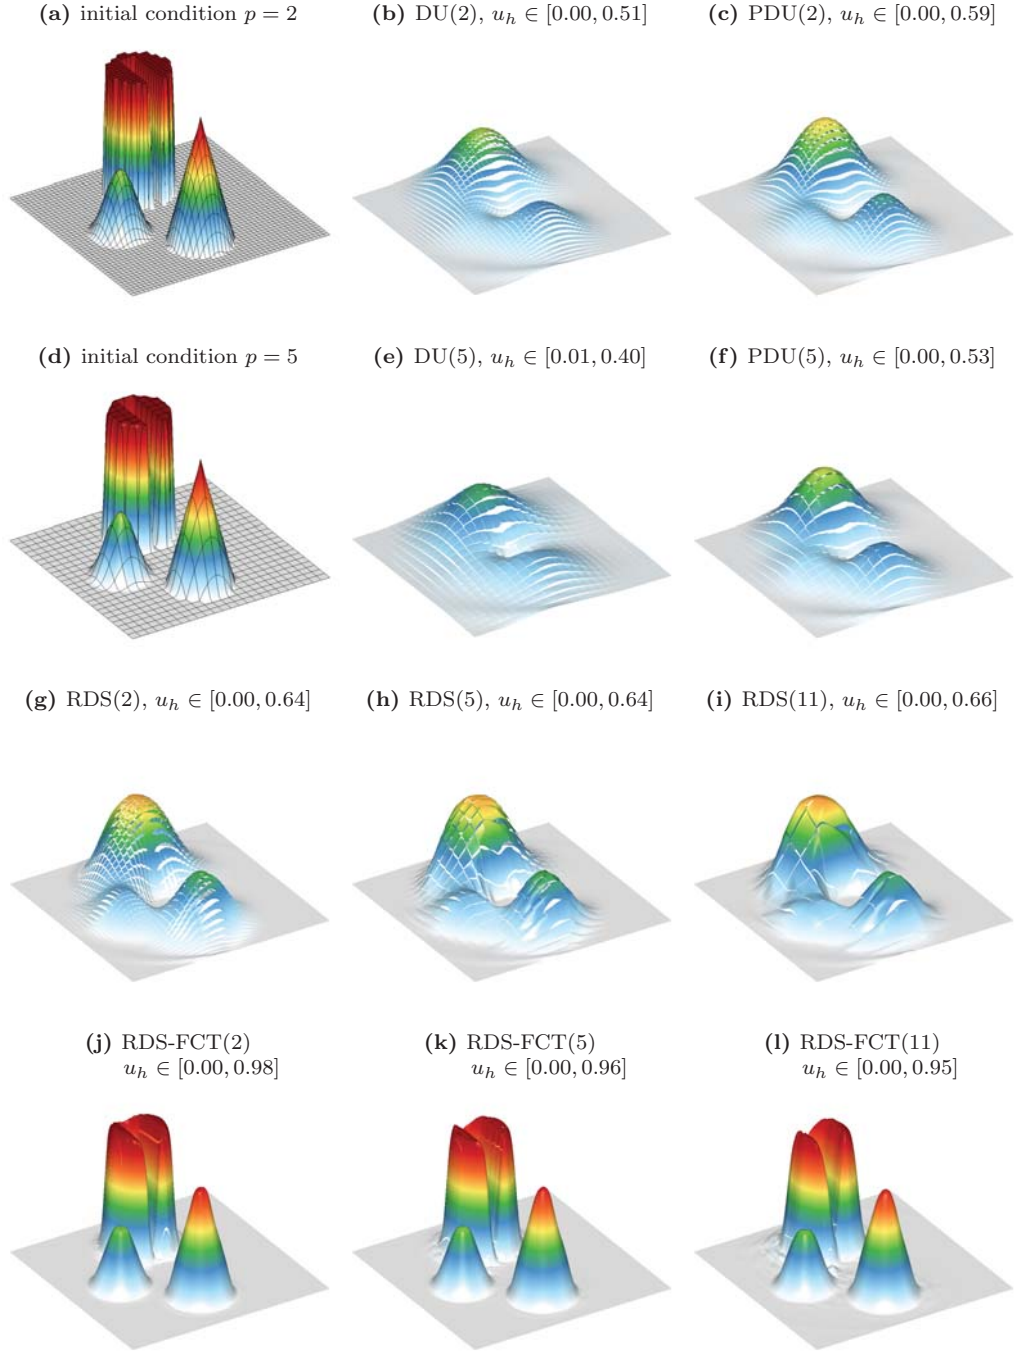 (a) initial condition p = 2
(b) DU(2), u_h ∈ [0.00, 0.51]
(c) PDU(2), u_h ∈ [0.00, 0.59]
(d) initial condition p = 5
(e) DU(5), u_h ∈ [0.01, 0.40]
(f) PDU(5), u_h ∈ [0.00, 0.53]
(g) RDS(2), u_h ∈ [0.00, 0.64]
(h) RDS(5), u_h ∈ [0.00, 0.64]
(i) RDS(11), u_h ∈ [0.00, 0.66]
(j) RDS-FCT(2)
u_h ∈ [0.00, 0.98]
(k) RDS-FCT(5)
u_h ∈ [0.00, 0.96]
(l) RDS-FCT(11)
u_h ∈ [0.00, 0.95]